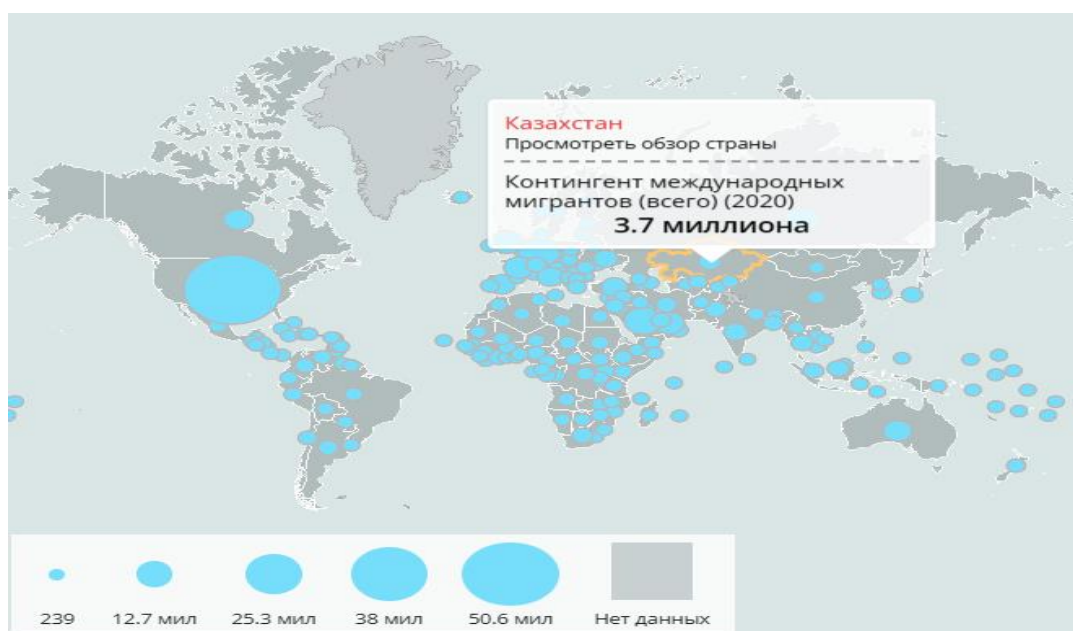 Казахстан
Просмотреть обзор страны
Контингент международных
мигрантов (всего) (2020)
3.7 миллиона
239
12.7 мил
25.3 мил
38 мил
50.6 мил
Нет данных